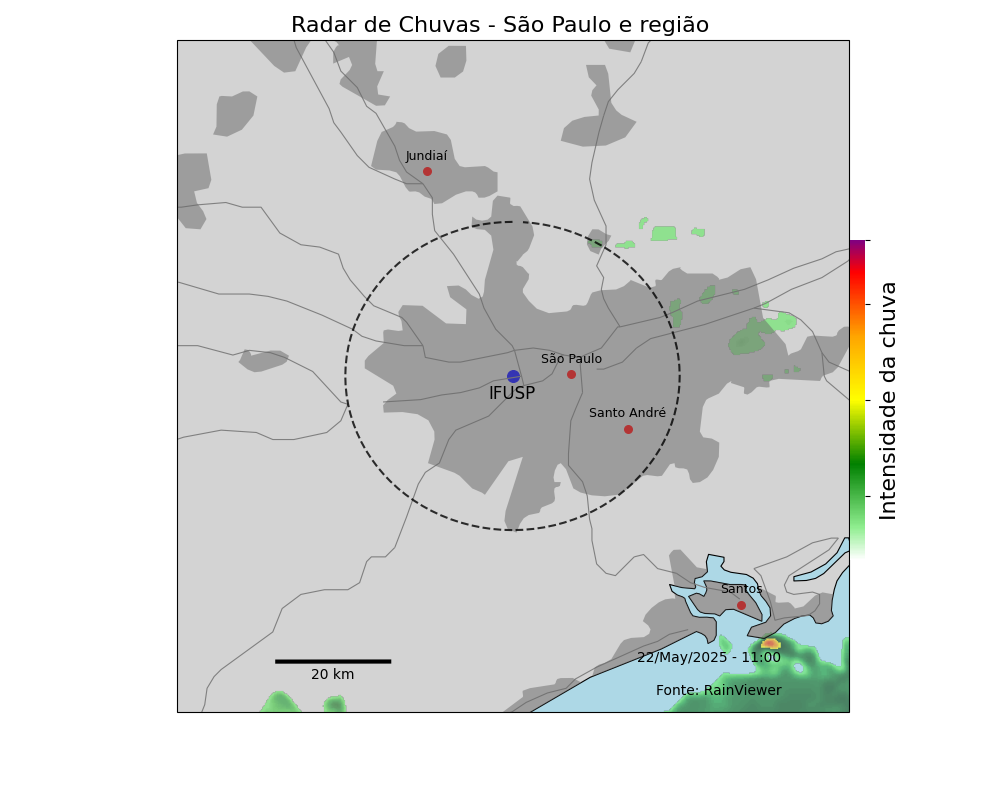 Radar de Chuvas - São Paulo e região
Jundiaí
São Paulo
IFUSP
Santo André
Intensidade da chuva
Santos
22/May/2025 - 11:00
20 km
Fonte: RainViewer